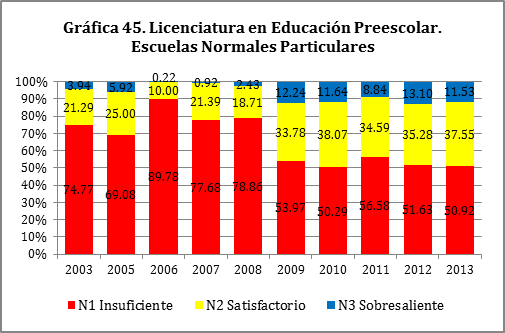 Gráfica 45. Licenciatura en Educación Preescolar.
Escuelas Normales Particulares
100%
90%
80%
70%
60%
50%
40%
30%
20%
10%
0%
3.94 5.92 0.22 0.92 2.43 12.24 11.64 8.84 13.10 11.53
21.29 25.00 10.00 21.39 18.71 33.78 38.07 34.59 35.28 37.55
74.77 69.08 89.78 77.68 78.86 53.97 50.29 56.58 51.63 50.92
2003 2005 2006 2007 2008 2009 2010 2011 2012 2013
N1 Insuficiente N2 Satisfactorio N3 Sobresaliente